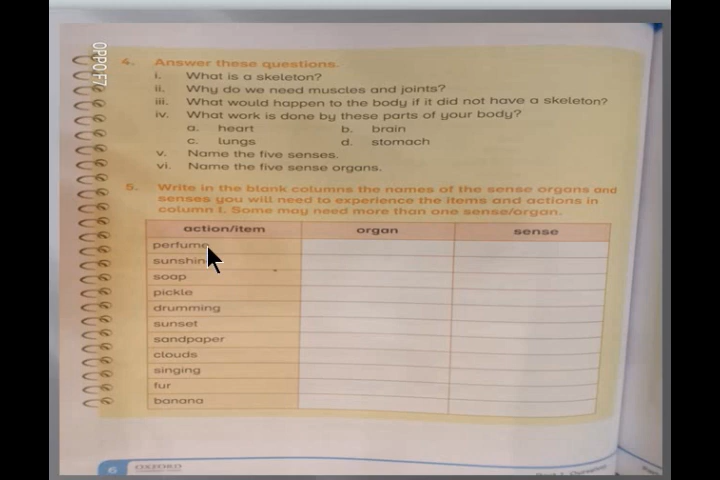 OPPO F7
4. Answer these questions.
i. What is a skeleton?
ii. Why do we need muscles and joints?
iii. What would happen to the body if it did not have a skeleton?
iv. What work is done by these parts of your body?
a. heart b. brain
c. lungs d. stomach
v. Name the five senses.
vi. Name the five sense organs.
5. Write in the blank columns the names of the sense organs and
senses you will need to experience the items and actions in
column I. Some may need more than one sense/organ.
action/item organ sense
perfume
sunshin
soap
pickle
drumming
sunset
sandpaper
clouds
singing
fur
banana
6 OXFORD